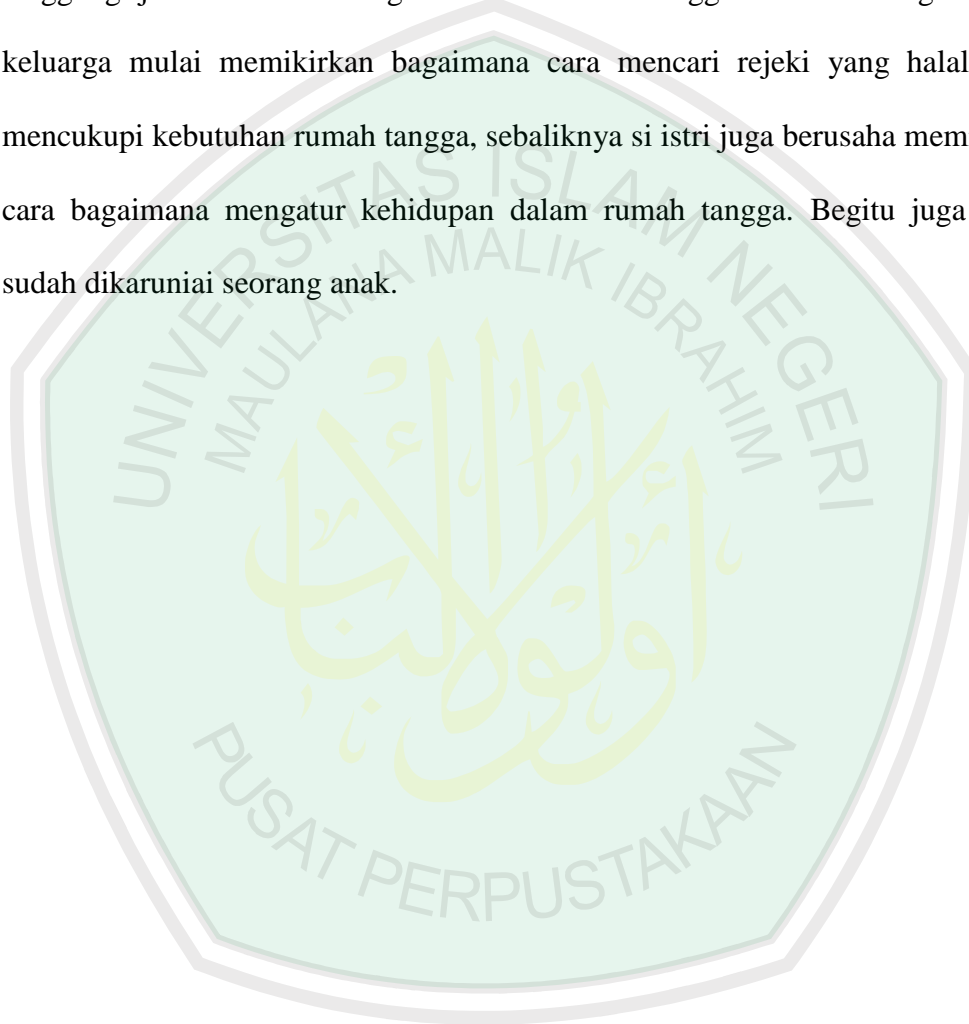 keluarga mulai memikirkan bagaimana cara mencari rejeki yang halal
mencukupi kebutuhan rumah tangga, sebaliknya si istri juga berusaha mem
cara bagaimana mengatur kehidupan dalam rumah tangga. Begitu juga
sudah dikaruniai seorang anak.
UNIVERSITAS ISLAM NEGERI
MAULANA MALIK IBRAHIM
أولوا الألباب
PUSAT PERPUSTAKAAN